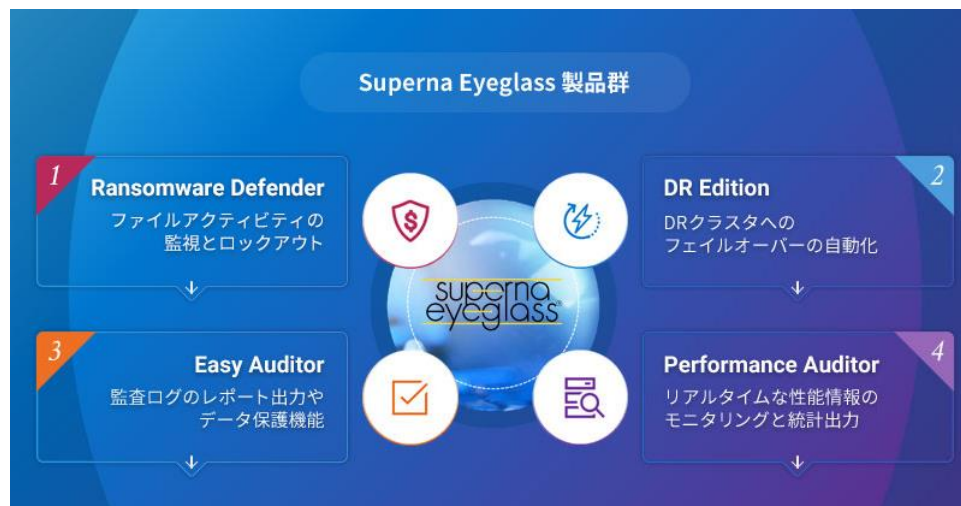 Superna Eyeglass 製品群
1
Ransomware Defender
ファイルアクティビティの
監視とロックアウト
2
DR Edition
DRクラスタへの
フェイルオーバーの自動化
superna
eyeglass®
3
Easy Auditor
監査ログのレポート出力や
データ保護機能
4
Performance Auditor
リアルタイムな性能情報の
モニタリングと統計出力